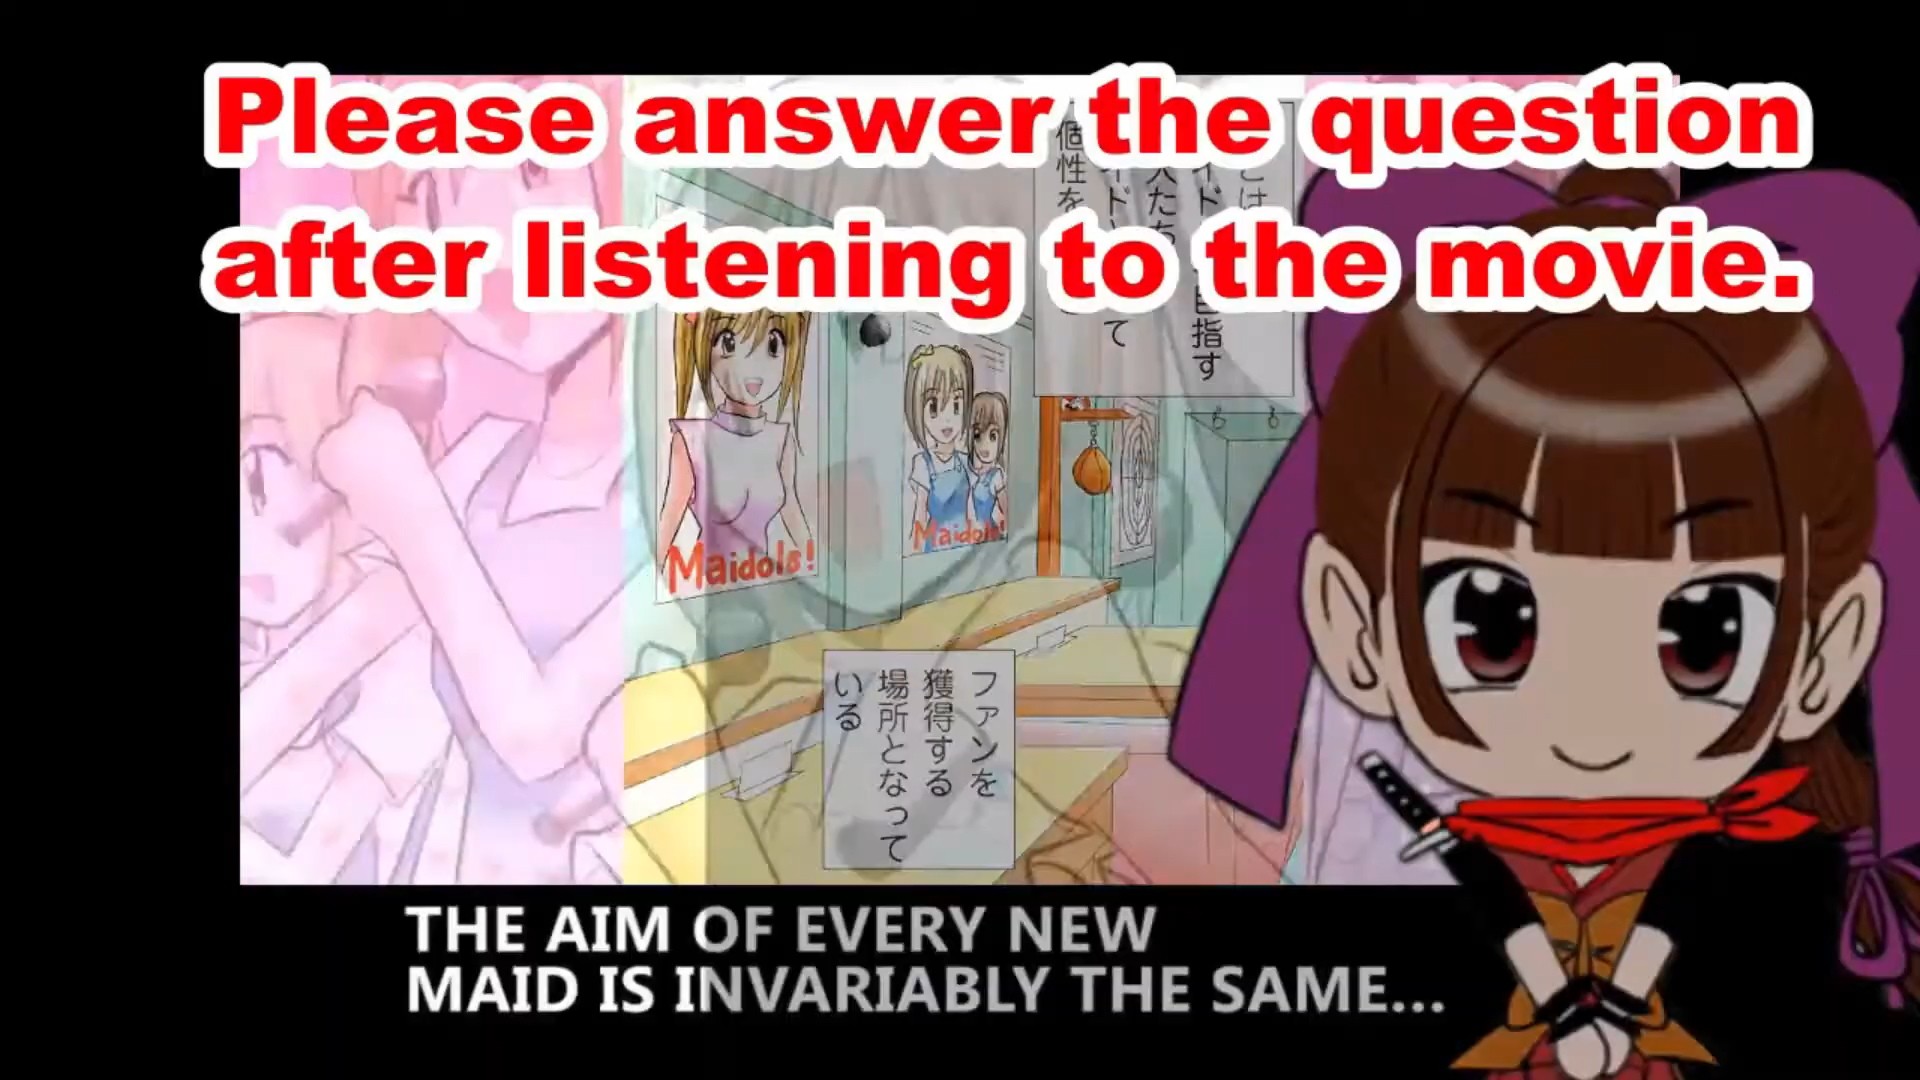 Please answer the question
after listening to the movie.
個性を
目指す
Maidols!
Maidols!
ファンを
獲得する
場所となって
いる
THE AIM OF EVERY NEW
MAID IS INVARIABLY THE SAME...